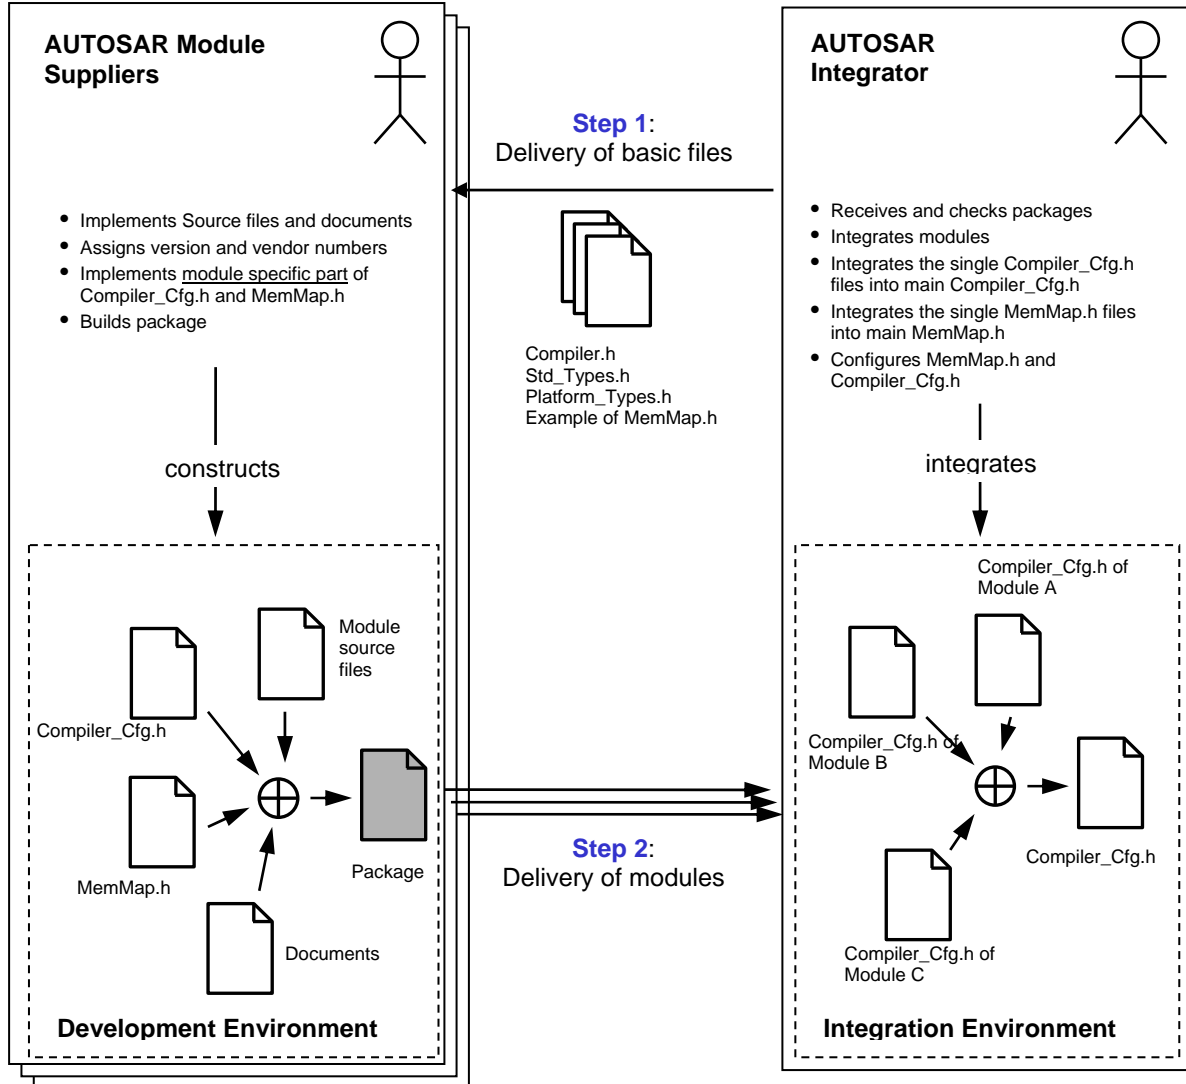 AUTOSAR Module
Suppliers
• Implements Source files and documents
• Assigns version and vendor numbers
• Implements module specific part of
Compiler_Cfg.h and MemMap.h
• Builds package
constructs
Compiler_Cfg.h
Module
source
files
MemMap.h
Package
Documents
Development Environment
Step 1:
Delivery of basic files
Compiler.h
Std_Types.h
Platform_Types.h
Example of MemMap.h
Step 2:
Delivery of modules
AUTOSAR
Integrator
• Receives and checks packages
• Integrates modules
• Integrates the single Compiler_Cfg.h
files into main Compiler_Cfg.h
• Integrates the single MemMap.h files
into main MemMap.h
• Configures MemMap.h and
Compiler_Cfg.h
integrates
Compiler_Cfg.h of
Module A
Compiler_Cfg.h of
Module B
Compiler_Cfg.h
Compiler_Cfg.h of
Module C
Integration Environment